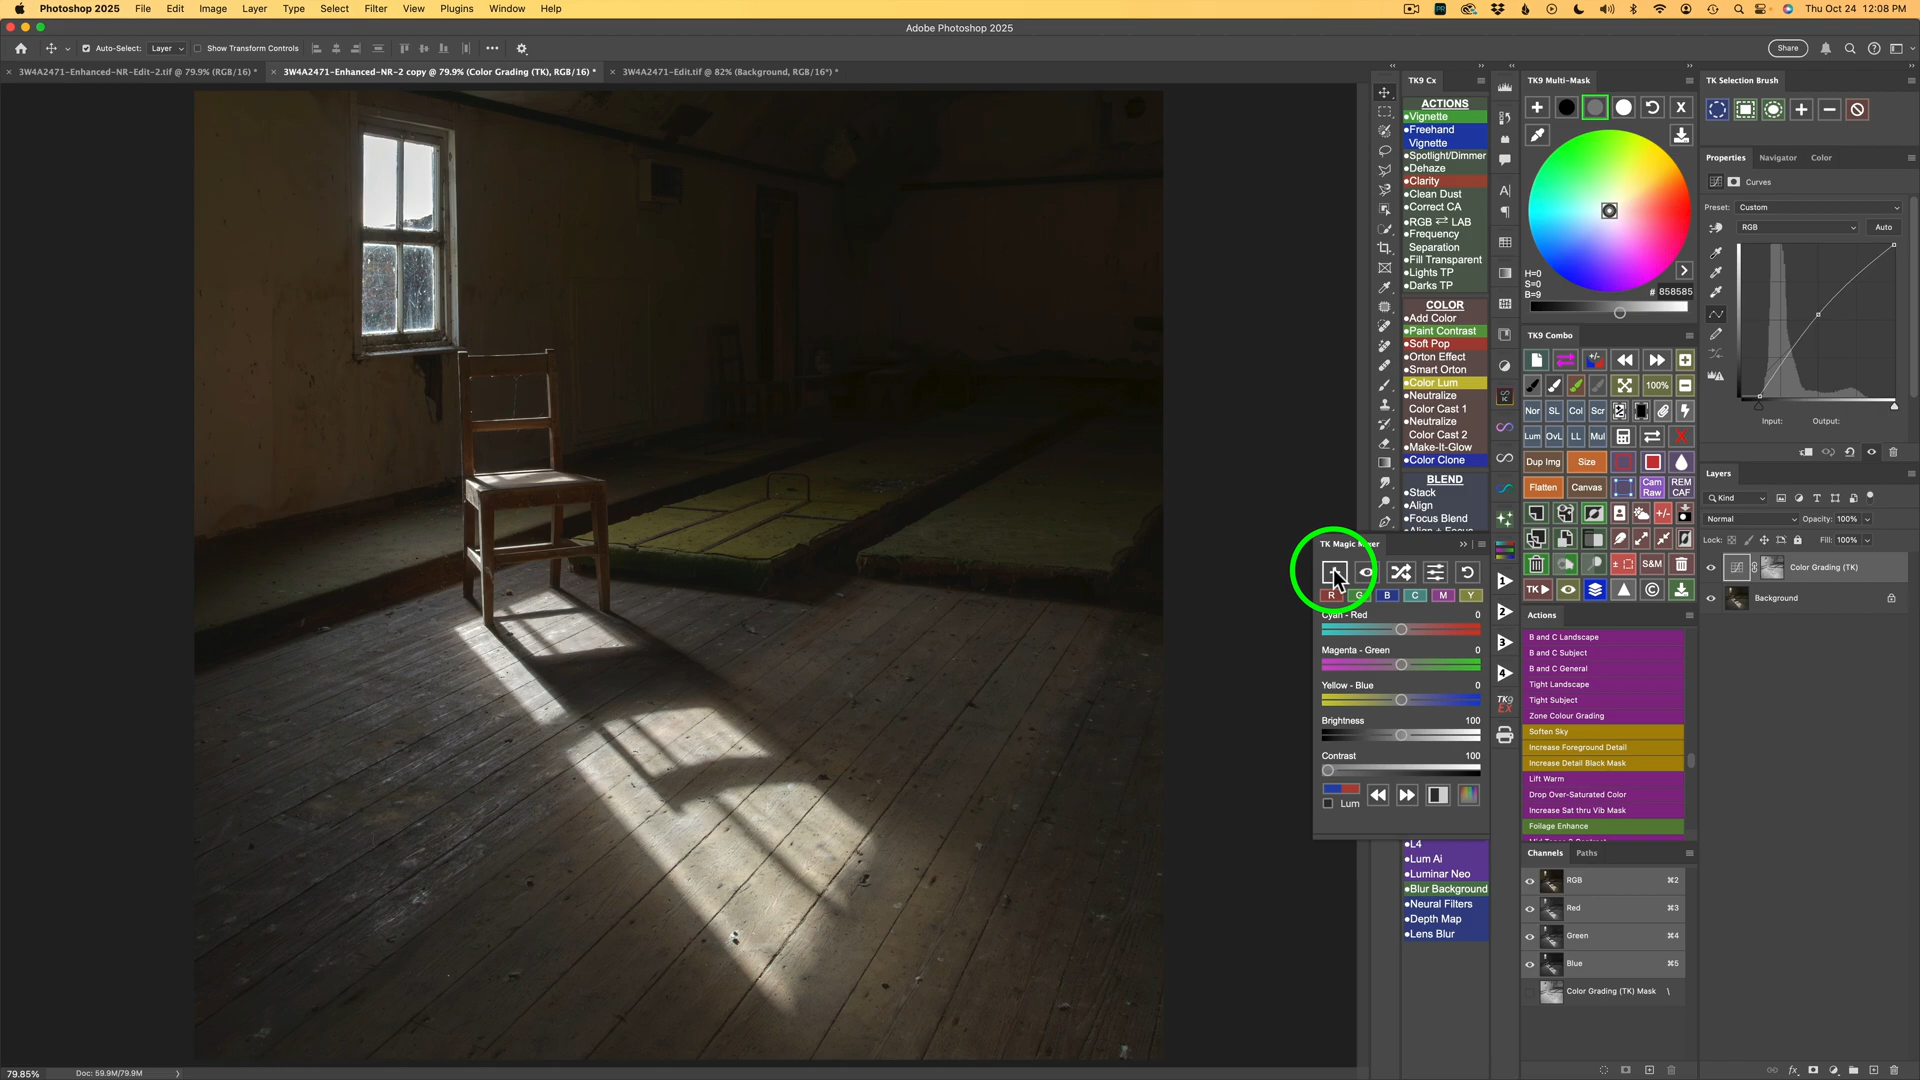 Photoshop 2025 File Edit Image Layer Type Select Filter View Plugins Window Help
Thu Oct 24 12:08 PM
Adobe Photoshop 2025
Auto-Select: Layer Show Transform Controls
Share
3W4A2471-Enhanced-NR-Edit-2.tif @ 79.9% (RGB/16) *
3W4A2471-Enhanced-NR-2 copy @ 79.9% (Color Grading (TK), RGB/16) *
3W4A2471-Edit.tif @ 82% (Background, RGB/16*) *
TK9 Cx
ACTIONS
Vignette
Freehand
Vignette
Spotlight/Dimmer
Dehaze
Clarity
Clean Dust
Correct CA
RGB ⇄ LAB
Frequency
Separation
Fill Transparent
Lights TP
Darks TP
COLOR
Add Color
Paint Contrast
Soft Pop
Orton Effect
Smart Orton
Color Lum
Neutralize
Color Cast 1
Neutralize
Color Cast 2
Make-It-Glow
Color Clone
BLEND
Stack
Align
Focus Blend
TK Magic Mixer
R G B C M Y
Cyan - Red 0
Magenta - Green 0
Yellow - Blue 0
Brightness 100
Contrast 100
Lum
L4
Lum Ai
Luminar Neo
Blur Background
Neural Filters
Depth Map
Lens Blur
1
2
3
4
TK9
EX
TK9 Multi-Mask
X
H=0
S=0
B=9
# 858585
TK9 Combo
100%
Nor SL Col Scr
Lum OvL LL Mul
Dup Img Size
Flatten Canvas Cam Raw REM CAF
S&M
TK
Actions
B and C Landscape
B and C Subject
B and C General
Tight Landscape
Tight Subject
Zone Colour Grading
Soften Sky
Increase Foreground Detail
Increase Detail Black Mask
Lift Warm
Drop Over-Saturated Color
Increase Sat thru Vib Mask
Foliage Enhance
Channels Paths
RGB ⌘2
Red ⌘3
Green ⌘4
Blue ⌘5
Color Grading (TK) Mask \
TK Selection Brush
Properties Navigator Color
Curves
Preset: Custom
RGB Auto
Input: Output:
Layers
Kind
Normal Opacity: 100%
Lock: Fill: 100%
Color Grading (TK)
Background
79.85% Doc: 59.9M/79.9M